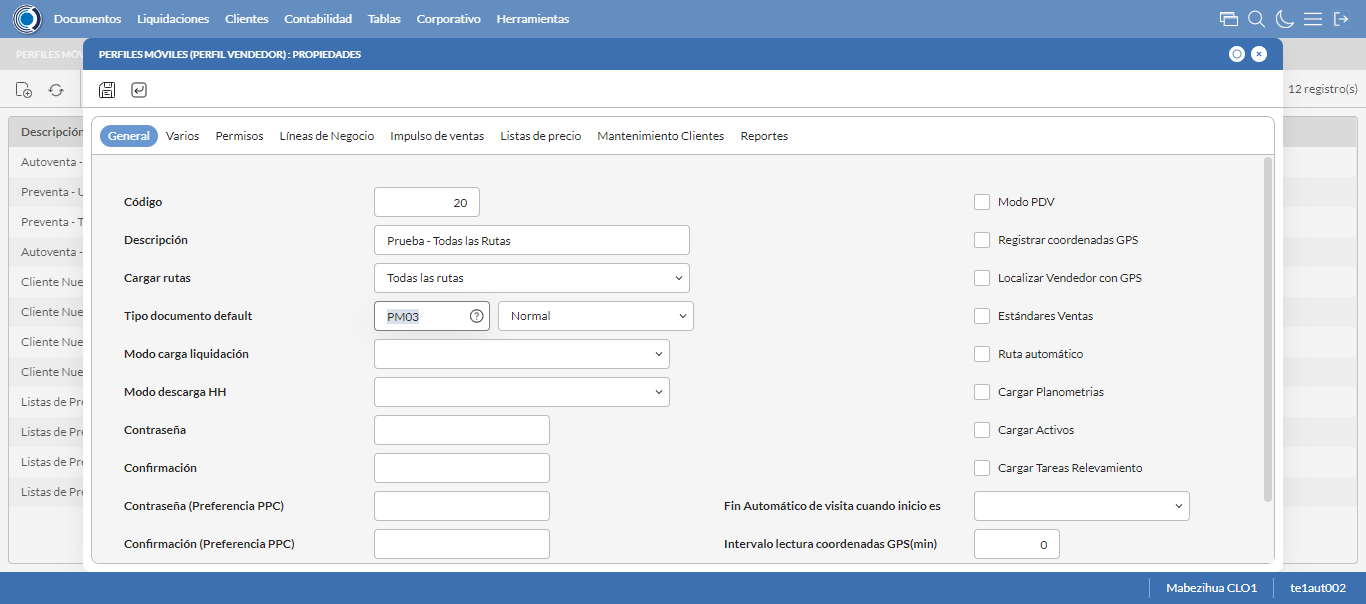 Documentos Liquidaciones Clientes Contabilidad Tablas Corporativo Herramientas
PERFILES MÓV
PERFILES MÓVILES (PERFIL VENDEDOR) : PROPIEDADES
12 registro(s)
General Varios Permisos Líneas de Negocio Impulso de ventas Listas de precio Mantenimiento Clientes Reportes
Descripción
Autoventa -
Preventa - U
Preventa - T
Autoventa -
Cliente Nue
Cliente Nue
Cliente Nue
Cliente Nue
Listas de Pre
Listas de Pre
Listas de Pre
Listas de Pre
Código 20
Descripción Prueba - Todas las Rutas
Cargar rutas Todas las rutas
Tipo documento default PM03 Normal
Modo carga liquidación
Modo descarga HH
Contraseña
Confirmación
Contraseña (Preferencia PPC)
Confirmación (Preferencia PPC)
Modo PDV
Registrar coordenadas GPS
Localizar Vendedor con GPS
Estándares Ventas
Ruta automático
Cargar Planometrias
Cargar Activos
Cargar Tareas Relevamiento
Fin Automático de visita cuando inicio es
Intervalo lectura coordenadas GPS(min) 0
Mabezihua CLO1 te1aut002